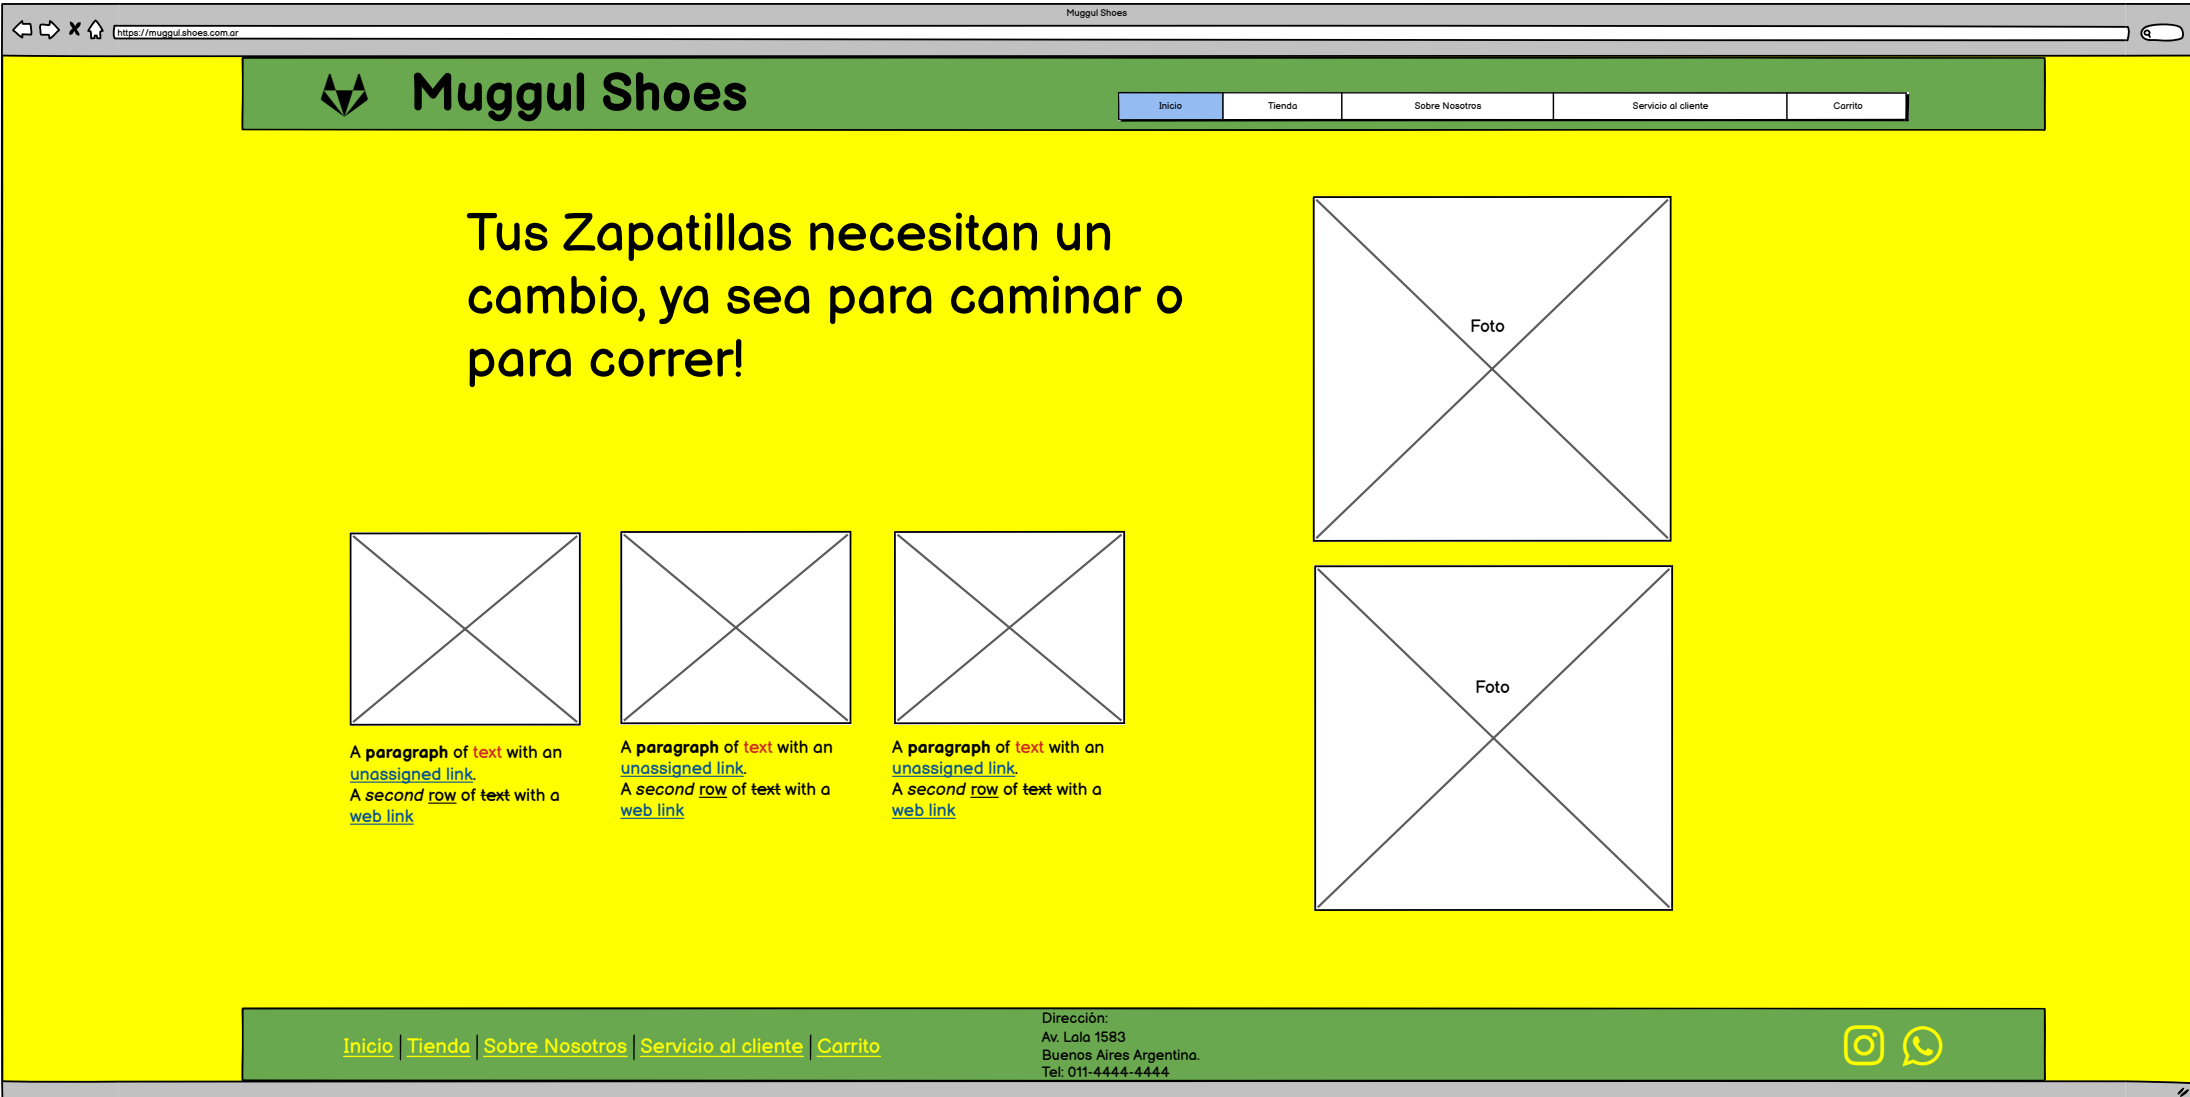 Muggul Shoes
https://muggul.shoes.com.ar
Muggul Shoes
Inicio Tienda Sobre Nosotros Servicio al cliente Carrito
Tus Zapatillas necesitan un
cambio, ya sea para caminar o
para correr!
Foto
Foto
A paragraph of text with an
unassigned link.
A second row of text with a
web link
A paragraph of text with an
unassigned link.
A second row of text with a
web link
A paragraph of text with an
unassigned link.
A second row of text with a
web link
Inicio | Tienda | Sobre Nosotros | Servicio al cliente | Carrito
Dirección:
Av. Lala 1583
Buenos Aires Argentina.
Tel: 011-4444-4444